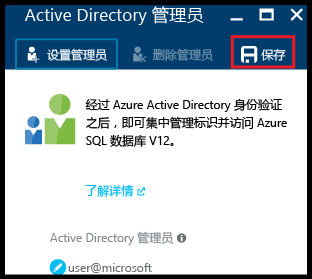 Active Directory 管理员
设置管理员 删除管理员 保存
经过 Azure Active Directory 身份验证
之后，即可集中管理标识并访问 Azure
SQL 数据库 V12。
了解详情
Active Directory 管理员
user@microsoft